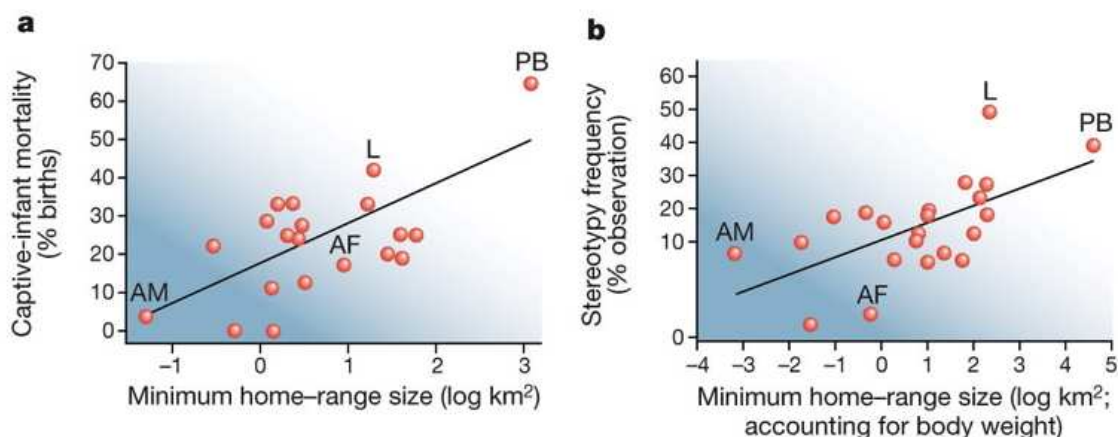 a
Captive-infant mortality
(% births)
70
60
50
40
30
20
10
0
PB
L
AF
AM
–1
0
1
2
3
Minimum home–range size (log km²)
b
Stereotypy frequency
(% observation)
60
50
40
30
20
10
0
L
PB
AM
AF
–4
–3
–2
–1
0
1
2
3
4
5
Minimum home–range size (log km²;
accounting for body weight)